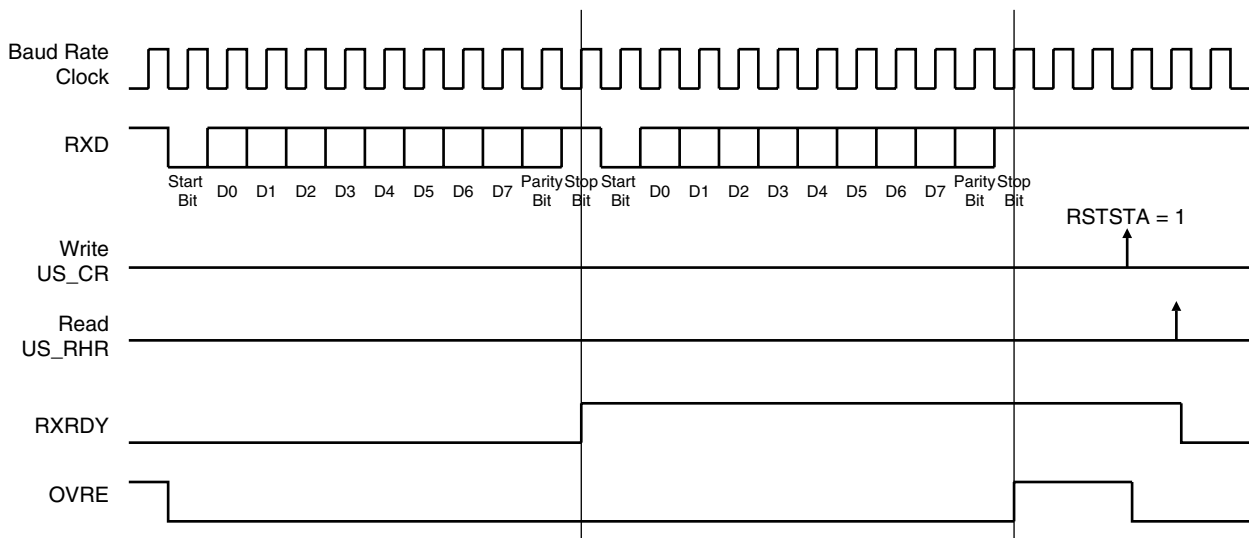 Baud Rate
Clock
RXD
Start
Bit
D0
D1
D2
D3
D4
D5
D6
D7
Parity
Bit
Stop
Bit
Start
Bit
D0
D1
D2
D3
D4
D5
D6
D7
Parity
Bit
Stop
Bit
RSTSTA = 1
Write
US_CR
Read
US_RHR
RXRDY
OVRE